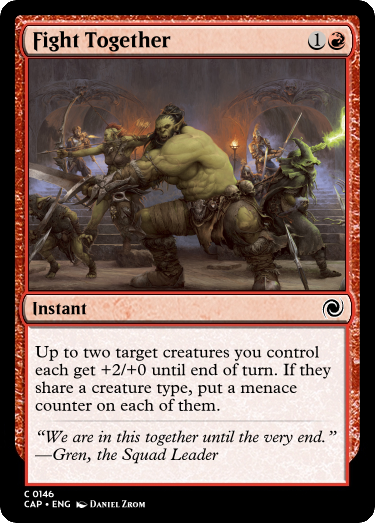 Fight Together 1
Instant
Up to two target creatures you control
each get +2/+0 until end of turn. If they
share a creature type, put a menace
counter on each of them.
“We are in this together until the very end.”
—Gren, the Squad Leader
C 0146
CAP • ENG Daniel Zrom